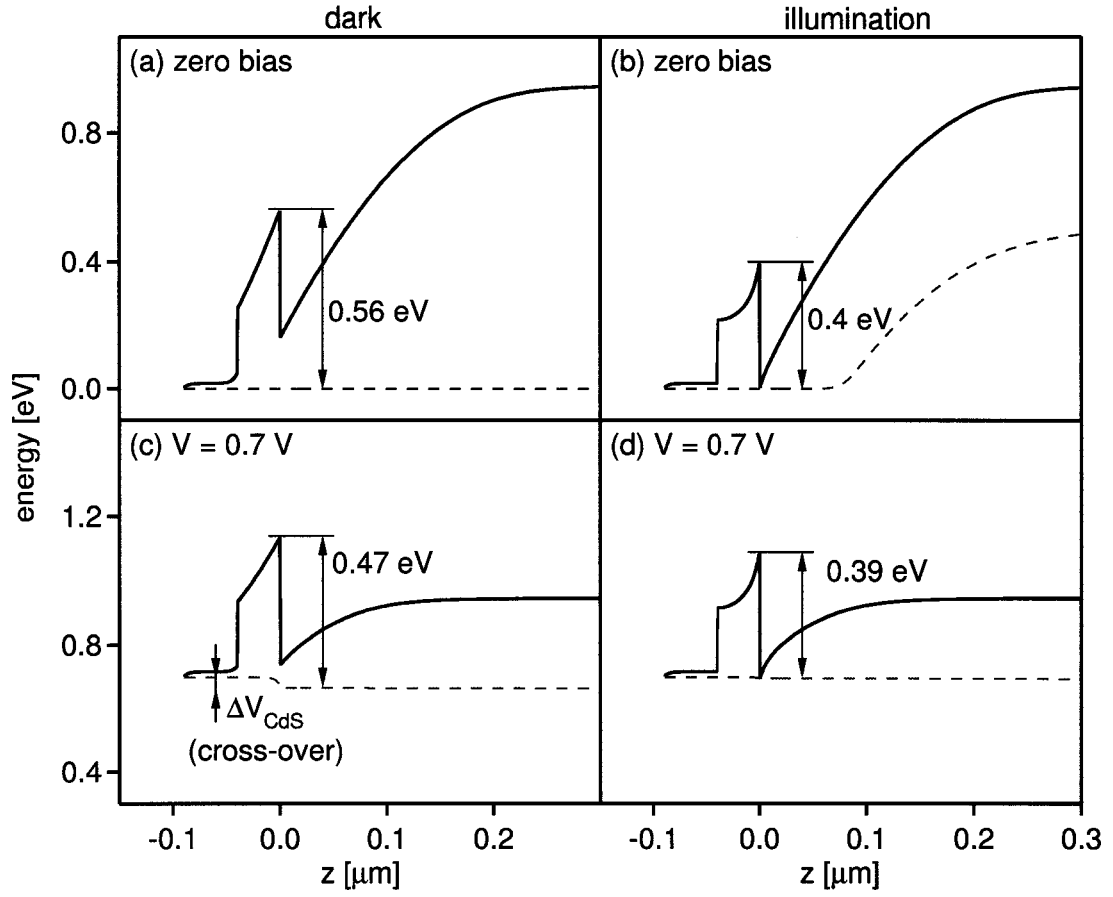 dark
illumination
(a) zero bias
(b) zero bias
0.8
0.4
0.0
0.56 eV
0.4 eV
energy [eV]
(c) V = 0.7 V
(d) V = 0.7 V
1.2
0.8
0.4
0.47 eV
0.39 eV
ΔV_CdS
(cross-over)
-0.1 0.0 0.1 0.2
-0.1 0.0 0.1 0.2 0.3
z [μm]
z [μm]